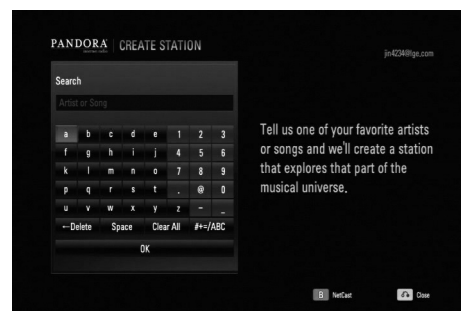 PANDORA
internet radio
CREATE STATION
jin4234@lge.com
Search
Artist or Song
a b c d e 1 2 3
f g h i j 4 5 6
k l m n o 7 8 9
p q r s t . @ 0
u v w x y z - _
←Delete Space Clear All #+=/ABC
OK
Tell us one of your favorite artists
or songs and we'll create a station
that explores that part of the
musical universe.
B NetCast Close